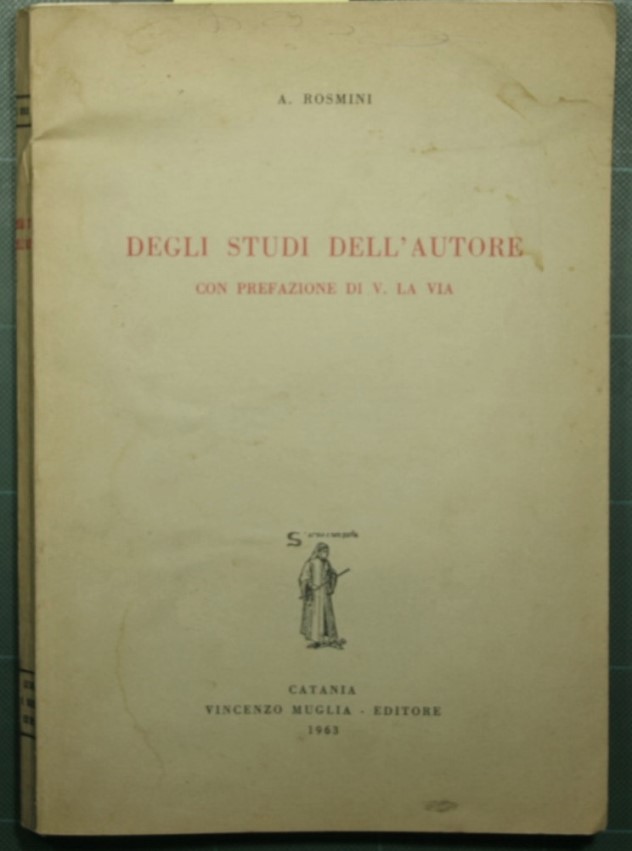 A. ROSMINI
DEGLI STUDI DELL'AUTORE
CON PREFAZIONE DI V. LA VIA
CATANIA
VINCENZO MUGLIA - EDITORE
1963